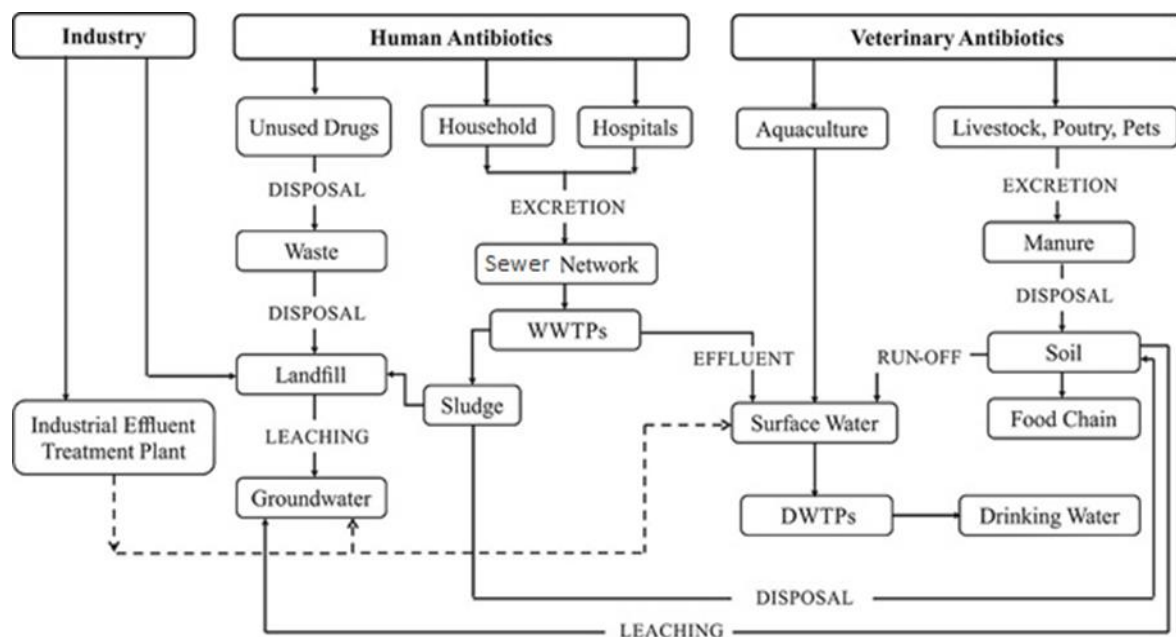 Industry
Human Antibiotics
Veterinary Antibiotics
Unused Drugs
Household
Hospitals
Aquaculture
Livestock, Poutry, Pets
DISPOSAL
EXCRETION
EXCRETION
Waste
Sewer Network
Manure
DISPOSAL
DISPOSAL
WWTPs
EFFLUENT
RUN-OFF
Soil
Landfill
Sludge
Industrial Effluent
Treatment Plant
Surface Water
Food Chain
LEACHING
Groundwater
DWTPs
Drinking Water
DISPOSAL
LEACHING